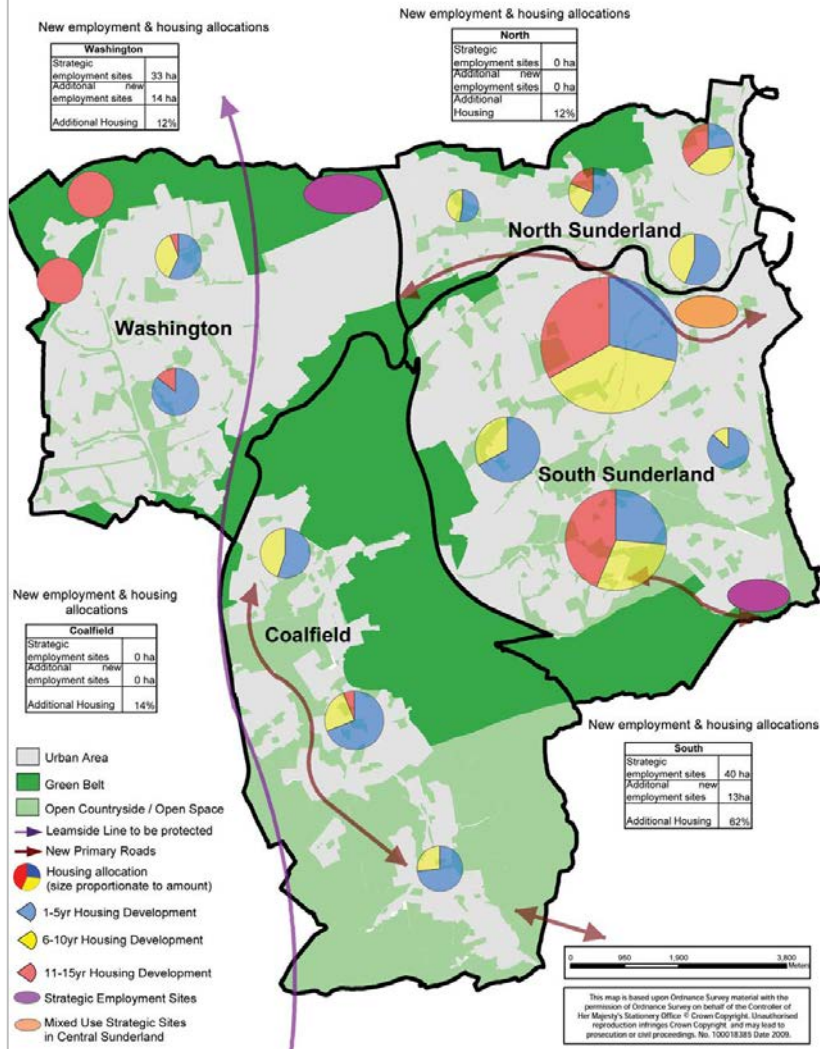 New employment & housing allocations
Washington
Strategic
employment sites 33 ha
Additonal new
employment sites 14 ha
Additional Housing 12%
New employment & housing allocations
North
Strategic
employment sites 0 ha
Additonal new
employment sites 0 ha
Additional
Housing 12%
North Sunderland
Washington
South Sunderland
Coalfield
New employment & housing
allocations
Coalfield
Strategic
employment sites 0 ha
Additonal new
employment sites 0 ha
Additional Housing 14%
New employment & housing allocations
South
Strategic
employment sites 40 ha
Additonal new
employment sites 13ha
Additional Housing 62%
Urban Area
Green Belt
Open Countryside / Open Space
Leamside Line to be protected
New Primary Roads
Housing allocation
(size proportionate to amount)
1-5yr Housing Development
6-10yr Housing Development
11-15yr Housing Development
Strategic Employment Sites
Mixed Use Strategic Sites
in Central Sunderland
0 950 1,900 3,800
Meters
This map is based upon Ordnance Survey material with the
permission of Ordnance Survey on behalf of the Controller of
Her Majesty's Stationery Office © Crown Copyright. Unauthorised
reproduction infringes Crown Copyright and may lead to
prosecution or civil proceedings. No. 100018385 Date 2009.